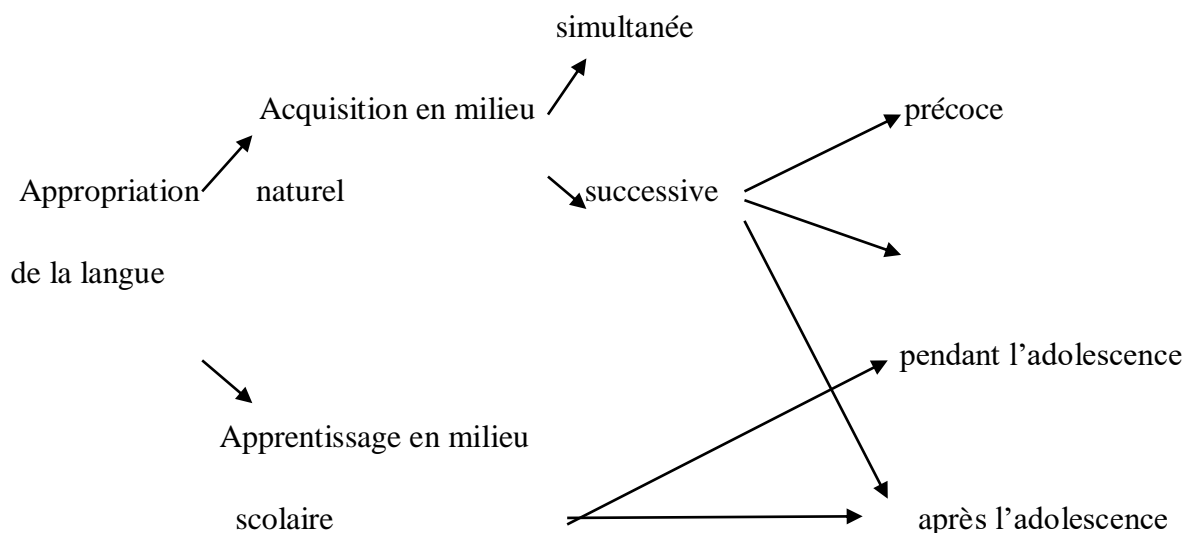 simultanée
Acquisition en milieu
précoce
Appropriation
naturel
successive
de la langue
pendant l’adolescence
Apprentissage en milieu
scolaire
après l’adolescence